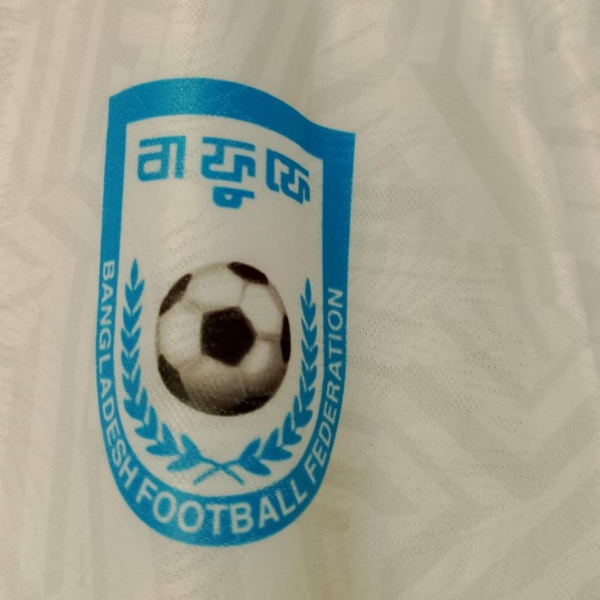 বাফুফে
BANGLADESH FOOTBALL FEDERATION